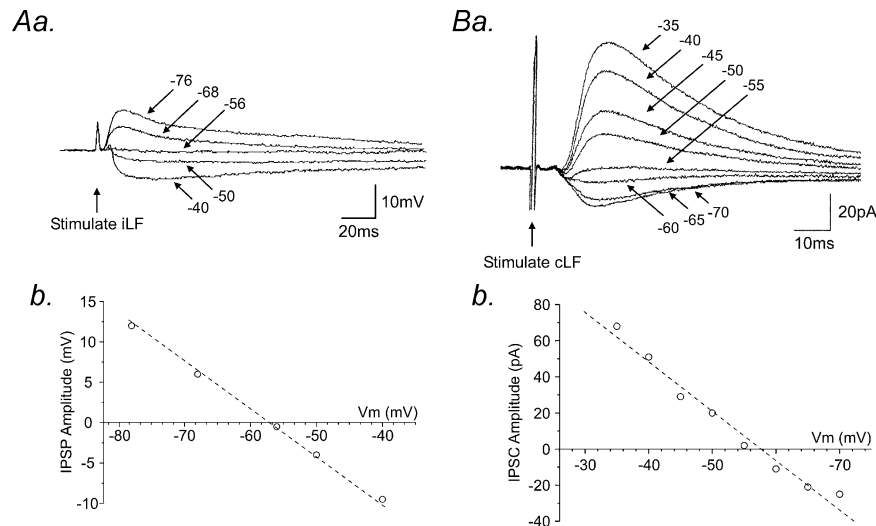 Aa.
-76
-68
-56
-50
-40
Stimulate iLF
10mV
20ms
Ba.
-35
-40
-45
-50
-55
-60
-65
-70
Stimulate cLF
20pA
10ms
b.
IPSP Amplitude (mV)
15
10
5
0
-5
-10
Vm (mV)
-80
-70
-60
-50
-40
b.
IPSC Amplitude (pA)
80
60
40
20
0
-20
-40
Vm (mV)
-30
-40
-50
-60
-70